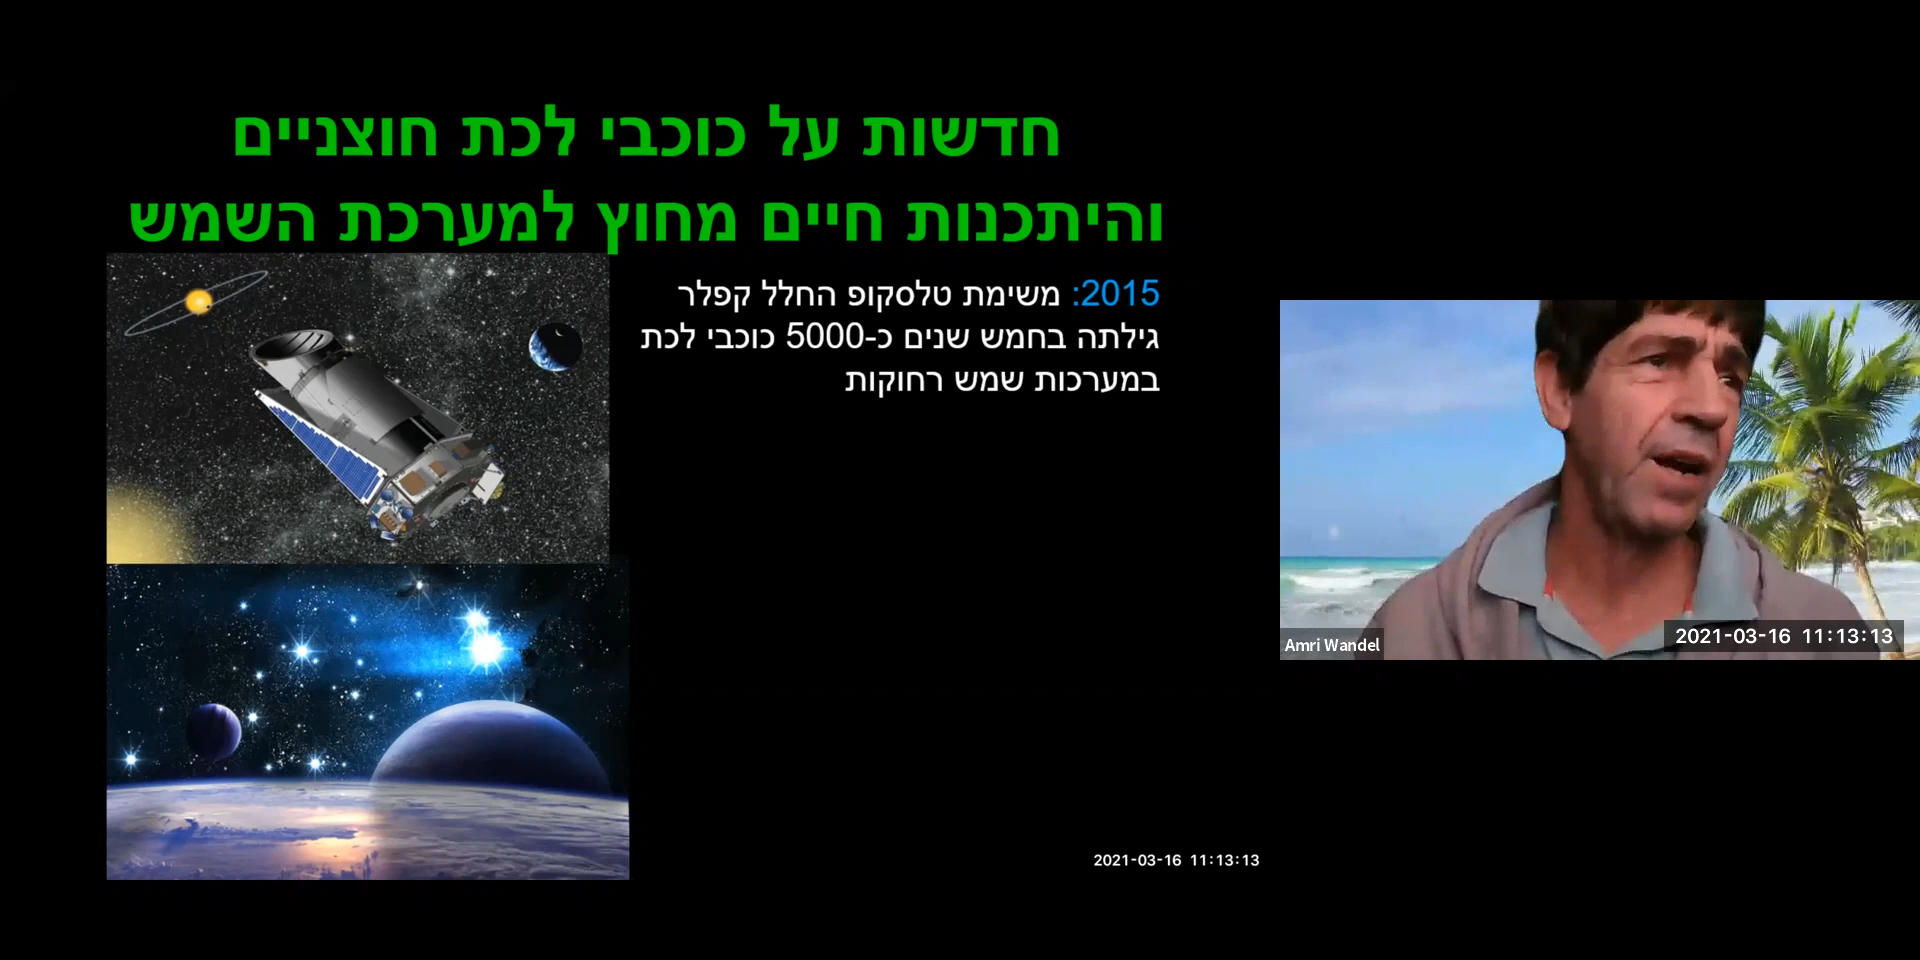 חדשות על כוכבי לכת חוצניים
והיתכנות חיים מחוץ למערכת השמש
2015: משימת טלסקופ החלל קפלר
גילתה בחמש שנים כ-5000 כוכבי לכת
במערכות שמש רחוקות
Amri Wandel
2021-03-16 11:13:13
2021-03-16 11:13:13